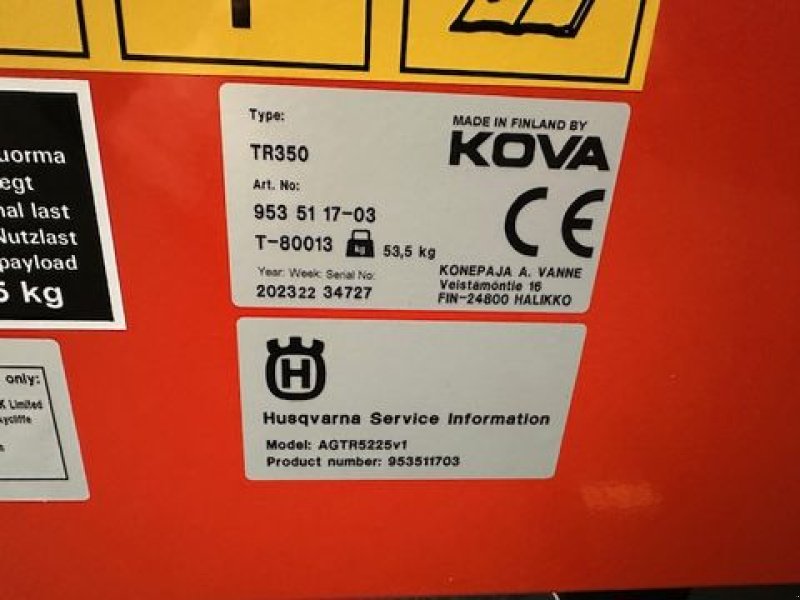 nal last
Nutzlast
payload
5 kg
only:
Limited
Type:
TR350
Art. No:
953 51 17-03
T-80013 kg 53,5 kg
Year: Week: Serial No:
202322 34727
MADE IN FINLAND BY
KOVA
CE
KONEPAJA A. VANNE
Veistämöntie 16
FIN-24800 HALIKKO
H
Husqvarna Service Information
Model: AGTR5225v1
Product number: 953511703